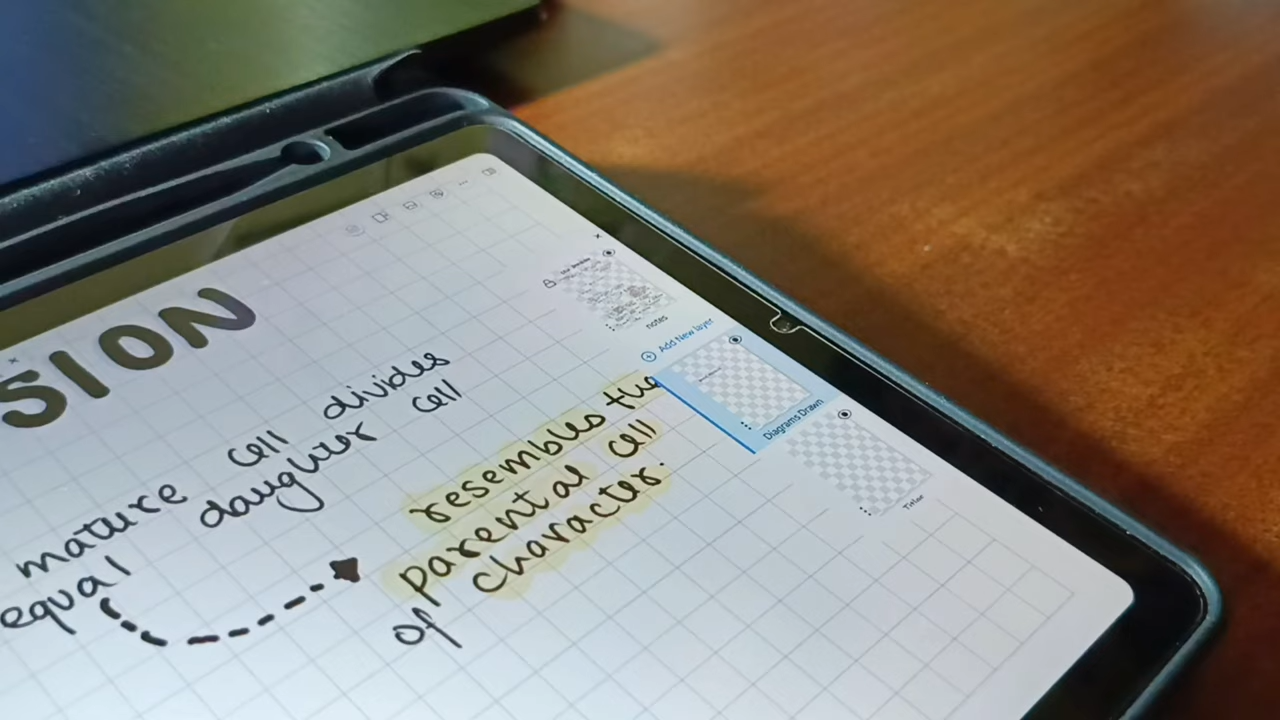 SION
mature cell divides
equal daughter cell
resembles the
parental cell
of character.
notes
Add New layer
Diagrams Drawn
Titles